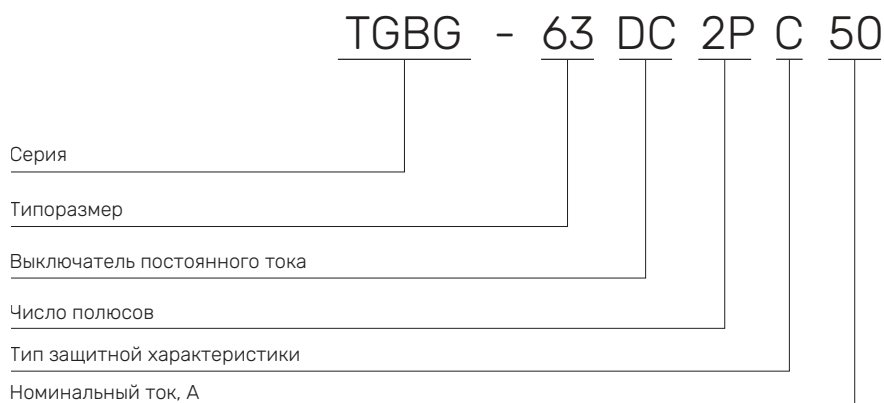 TGBG - 63 DC 2P C 50
Серия
Типоразмер
Выключатель постоянного тока
Число полюсов
Тип защитной характеристики
Номинальный ток, А